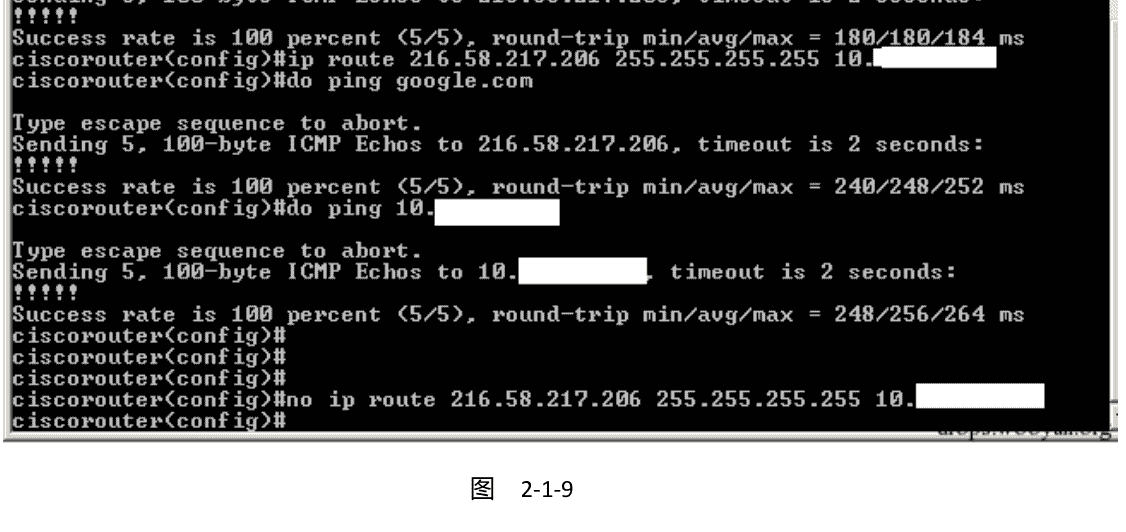 !!!!!
Success rate is 100 percent (5/5), round-trip min/avg/max = 180/180/184 ms
ciscorouter(config)#ip route 216.58.217.206 255.255.255.255 10.
ciscorouter(config)#do ping google.com
Type escape sequence to abort.
Sending 5, 100-byte ICMP Echos to 216.58.217.206, timeout is 2 seconds:
!!!!!
Success rate is 100 percent (5/5), round-trip min/avg/max = 240/248/252 ms
ciscorouter(config)#do ping 10.
Type escape sequence to abort.
Sending 5, 100-byte ICMP Echos to 10. , timeout is 2 seconds:
!!!!!
Success rate is 100 percent (5/5), round-trip min/avg/max = 248/256/264 ms
ciscorouter(config)#
ciscorouter(config)#
ciscorouter(config)#
ciscorouter(config)#no ip route 216.58.217.206 255.255.255.255 10.
ciscorouter(config)#
图 2-1-9